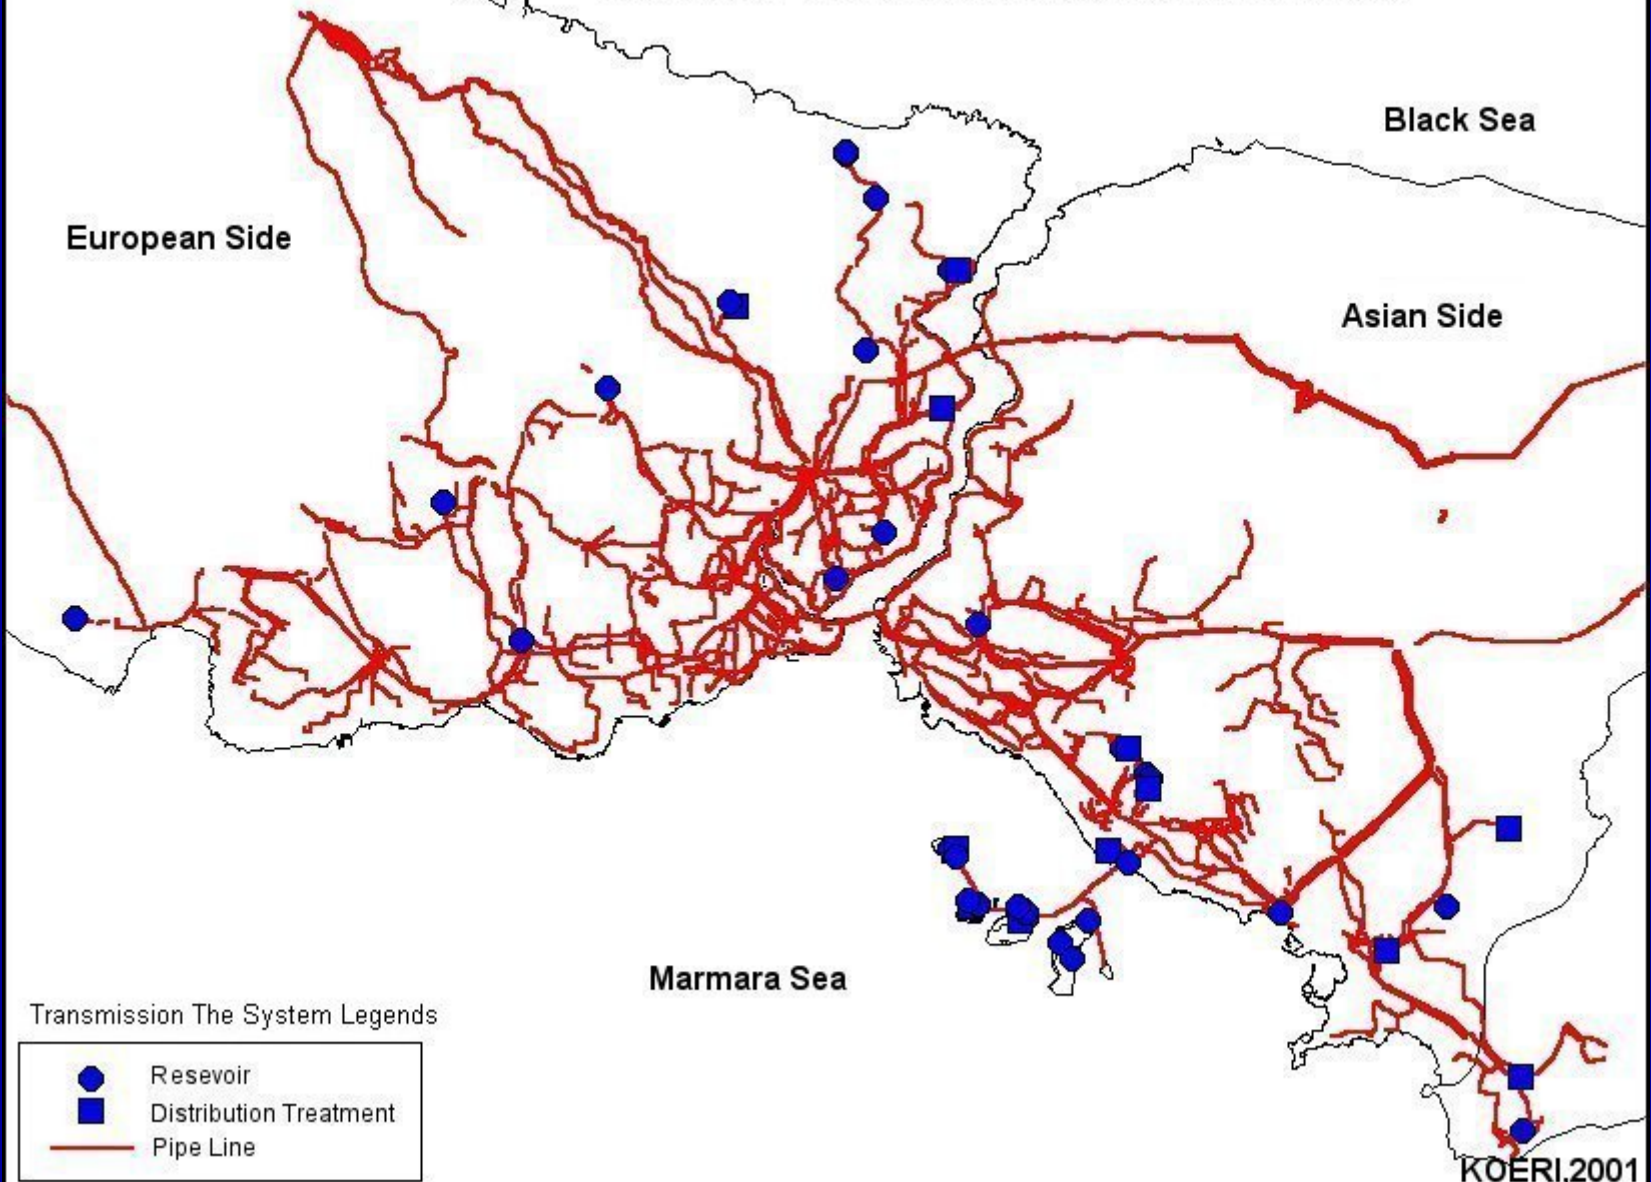 Black Sea
European Side
Asian Side
Marmara Sea
Transmission The System Legends
Resevoir
Distribution Treatment
Pipe Line
KOERI,2001